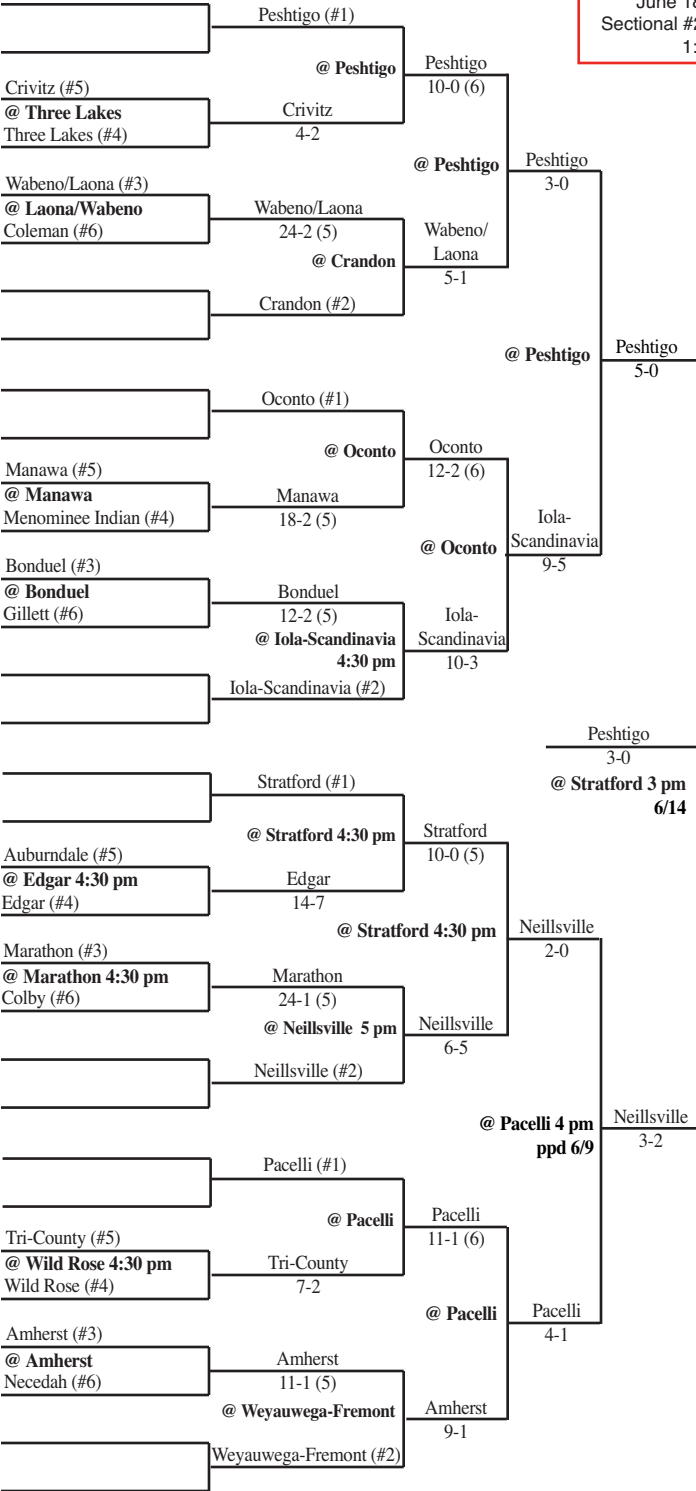 June 18
Sectional #2
1:
Peshtigo (#1)
@ Peshtigo
Peshtigo
10-0 (6)
Crivitz (#5)
@ Three Lakes
Three Lakes (#4)
Crivitz
4-2
@ Peshtigo
Peshtigo
3-0
Wabeno/Laona (#3)
@ Laona/Wabeno
Coleman (#6)
Wabeno/Laona
24-2 (5)
@ Crandon
Wabeno/
Laona
5-1
Crandon (#2)
@ Peshtigo
Peshtigo
5-0
Oconto (#1)
@ Oconto
Oconto
12-2 (6)
Manawa (#5)
@ Manawa
Menominee Indian (#4)
Manawa
18-2 (5)
@ Oconto
Iola-
Scandinavia
9-5
Bonduel (#3)
@ Bonduel
Gillett (#6)
Bonduel
12-2 (5)
@ Iola-Scandinavia
4:30 pm
Iola-
Scandinavia
10-3
Iola-Scandinavia (#2)
Peshtigo
3-0
@ Stratford 3 pm
6/14
Stratford (#1)
@ Stratford 4:30 pm
Stratford
10-0 (5)
Auburndale (#5)
@ Edgar 4:30 pm
Edgar (#4)
Edgar
14-7
@ Stratford 4:30 pm
Neillsville
2-0
Marathon (#3)
@ Marathon 4:30 pm
Colby (#6)
Marathon
24-1 (5)
@ Neillsville 5 pm
Neillsville
6-5
Neillsville (#2)
@ Pacelli 4 pm
ppd 6/9
Neillsville
3-2
Pacelli (#1)
@ Pacelli
Pacelli
11-1 (6)
Tri-County (#5)
@ Wild Rose 4:30 pm
Wild Rose (#4)
Tri-County
7-2
@ Pacelli
Pacelli
4-1
Amherst (#3)
@ Amherst
Necedah (#6)
Amherst
11-1 (5)
@ Weyauwega-Fremont
Amherst
9-1
Weyauwega-Fremont (#2)